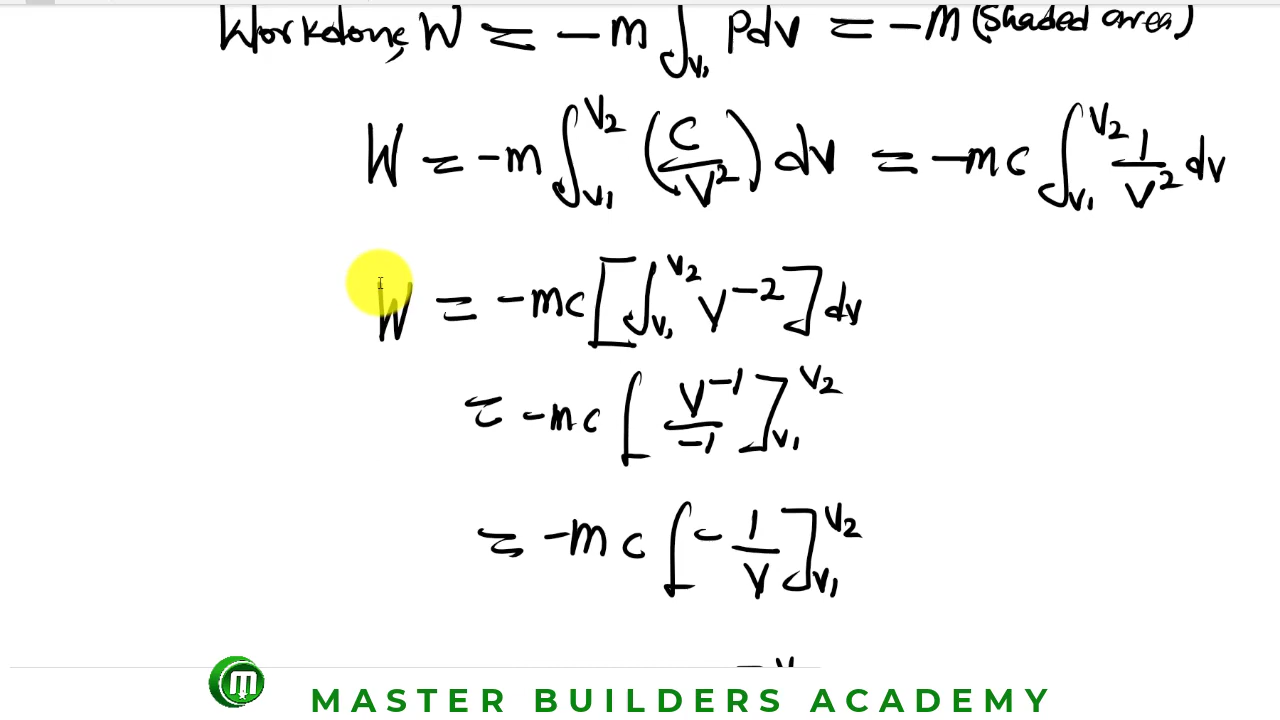 Workdone, W = -m ∫v₁ Pdv = -m (shaded area)
W = -m ∫v₁^v₂ (C/V²) dv = -mc ∫v₁^v₂ 1/V² dv
W = -mc [∫v₁^v₂ V⁻²] dv
= -mc [V⁻¹/-1]v₁^v₂
= -mc [-1/V]v₁^v₂
m MASTER BUILDERS ACADEMY